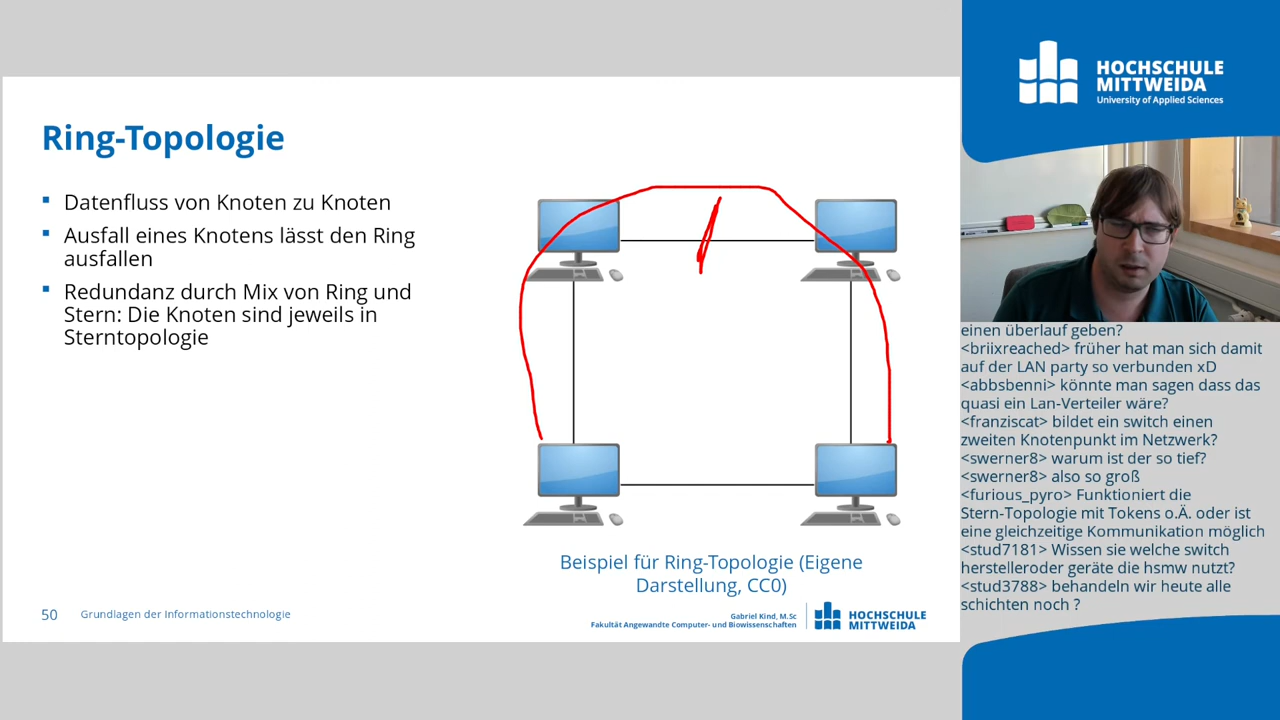 Ring-Topologie
Datenfluss von Knoten zu Knoten
Ausfall eines Knotens lässt den Ring
ausfallen
Redundanz durch Mix von Ring und
Stern: Die Knoten sind jeweils in
Sterntopologie
Beispiel für Ring-Topologie (Eigene
Darstellung, CC0)
50
Grundlagen der Informationstechnologie
Gabriel Kind, M.Sc
Fakultät Angewandte Computer- und Biowissenschaften
HOCHSCHULE
MITTWEIDA
HOCHSCHULE
MITTWEIDA
University of Applied Sciences
einen überlauf geben?
<briixreached> früher hat man sich damit
auf der LAN party so verbunden xD
<abbsbenni> könnte man sagen dass das
quasi ein Lan-Verteiler wäre?
<franziscat> bildet ein switch einen
zweiten Knotenpunkt im Netzwerk?
<swerner8> warum ist der so tief?
<swerner8> also so groß
<furious_pyro> Funktioniert die
Stern-Topologie mit Tokens o.Ä. oder ist
eine gleichzeitige Kommunikation möglich
<stud7181> Wissen sie welche switch
herstelleroder geräte die hsmw nutzt?
<stud3788> behandeln wir heute alle
schichten noch ?